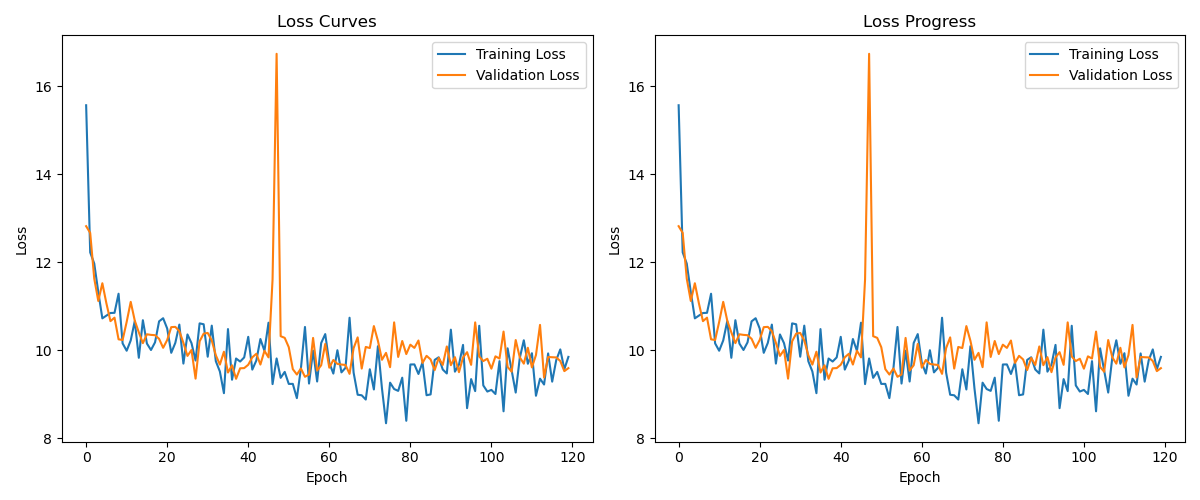 Loss Curves
Training Loss
Validation Loss
16
14
12
10
8
Loss
0 20 40 60 80 100 120
Epoch
Loss Progress
Training Loss
Validation Loss
16
14
12
10
8
Loss
0 20 40 60 80 100 120
Epoch